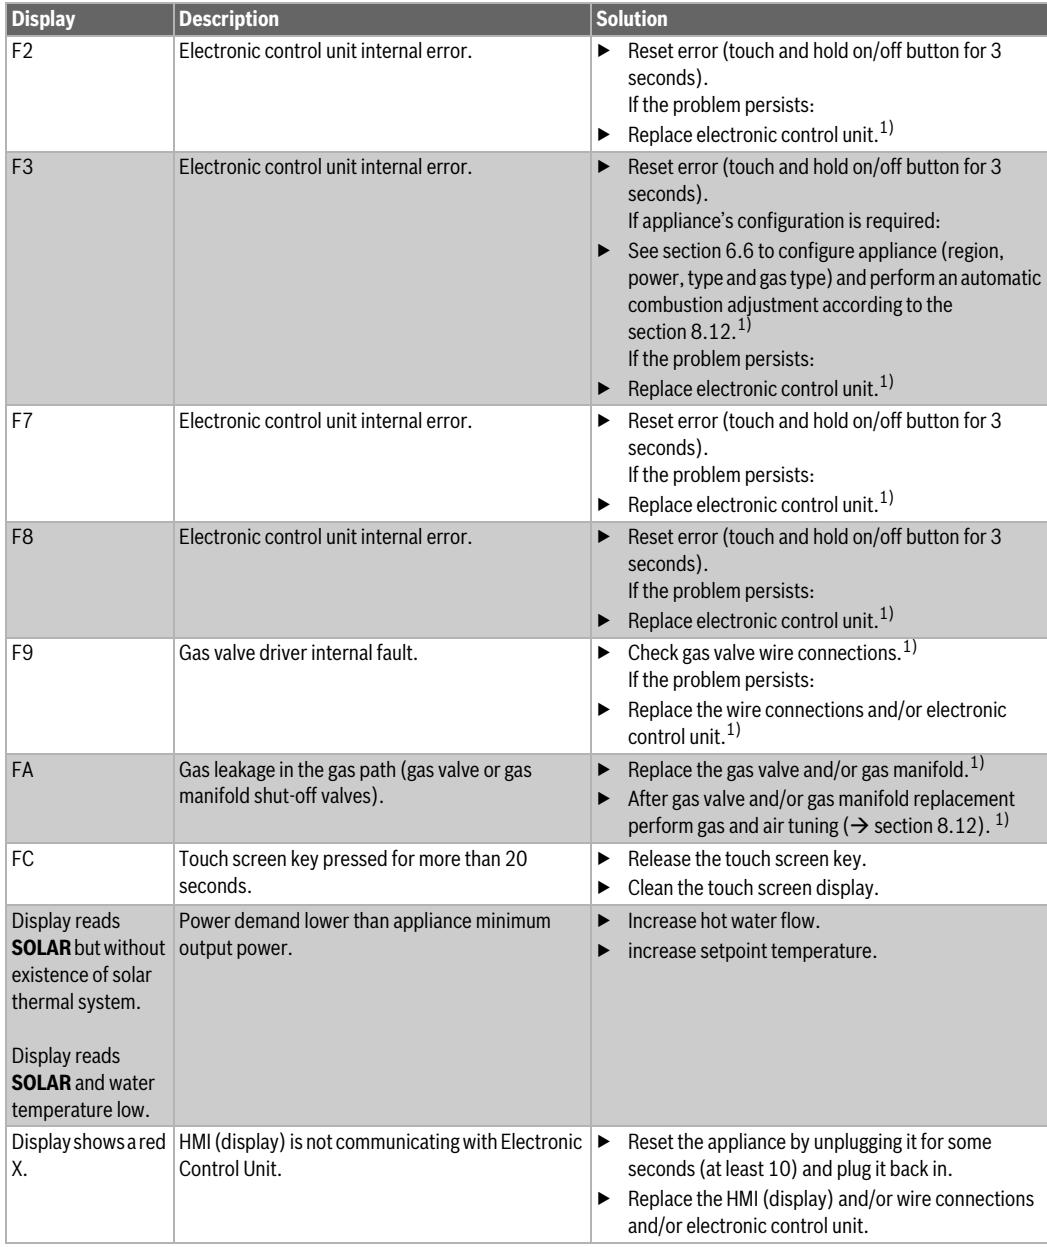 Display Description Solution
F2 Electronic control unit internal error. ▶ Reset error (touch and hold on/off button for 3
seconds).
If the problem persists:
▶ Replace electronic control unit.1)
F3 Electronic control unit internal error. ▶ Reset error (touch and hold on/off button for 3
seconds).
If appliance's configuration is required:
▶ See section 6.6 to configure appliance (region,
power, type and gas type) and perform an automatic
combustion adjustment according to the
section 8.12.1)
If the problem persists:
▶ Replace electronic control unit.1)
F7 Electronic control unit internal error. ▶ Reset error (touch and hold on/off button for 3
seconds).
If the problem persists:
▶ Replace electronic control unit.1)
F8 Electronic control unit internal error. ▶ Reset error (touch and hold on/off button for 3
seconds).
If the problem persists:
▶ Replace electronic control unit.1)
F9 Gas valve driver internal fault. ▶ Check gas valve wire connections.1)
If the problem persists:
▶ Replace the wire connections and/or electronic
control unit.1)
FA Gas leakage in the gas path (gas valve or gas ▶ Replace the gas valve and/or gas manifold.1)
manifold shut-off valves). ▶ After gas valve and/or gas manifold replacement
perform gas and air tuning (→ section 8.12). 1)
FC Touch screen key pressed for more than 20 ▶ Release the touch screen key.
seconds. ▶ Clean the touch screen display.
Display reads Power demand lower than appliance minimum ▶ Increase hot water flow.
SOLAR but without output power. ▶ increase setpoint temperature.
existence of solar
thermal system.
Display reads
SOLAR and water
temperature low.
Display shows a red HMI (display) is not communicating with Electronic ▶ Reset the appliance by unplugging it for some
X. Control Unit. seconds (at least 10) and plug it back in.
▶ Replace the HMI (display) and/or wire connections
and/or electronic control unit.